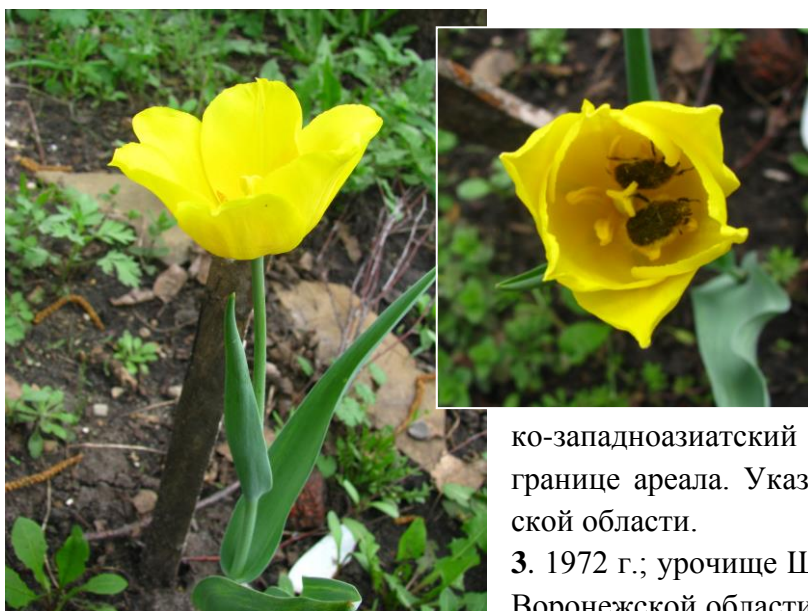 ко-западноазиатский
границе ареала. Указ
ской области.
3. 1972 г.; урочище Ш
Воронежской области